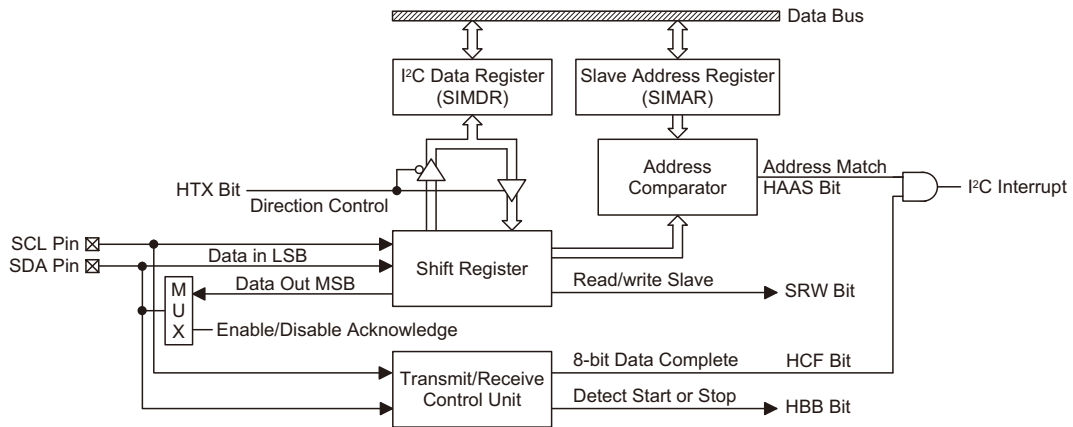 Data Bus
I²C Data Register
(SIMDR)
Slave Address Register
(SIMAR)
Address
Comparator
Address Match
HAAS Bit
I²C Interrupt
HTX Bit
Direction Control
SCL Pin
SDA Pin
Data in LSB
Shift Register
Data Out MSB
Read/write Slave
SRW Bit
M
U
X
Enable/Disable Acknowledge
Transmit/Receive
Control Unit
8-bit Data Complete
HCF Bit
Detect Start or Stop
HBB Bit